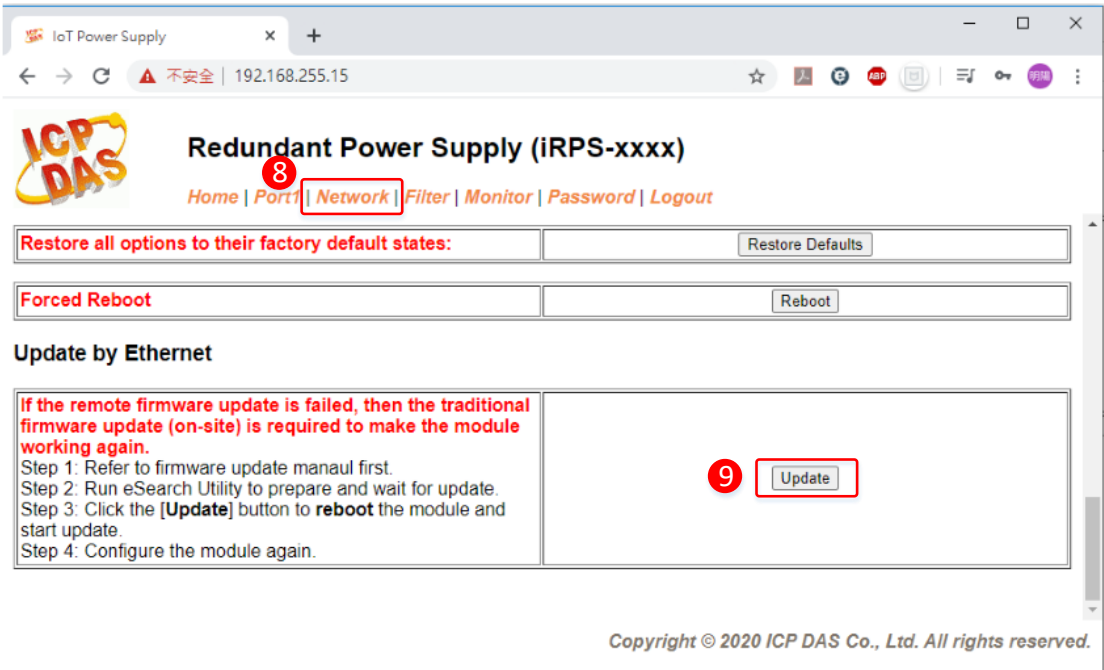 IoT Power Supply
不安全 | 192.168.255.15
ABP
明陽
ICP
DAS
Redundant Power Supply (iRPS-xxxx)
8
Home | Port1 | Network | Filter | Monitor | Password | Logout
Restore all options to their factory default states:
Restore Defaults
Forced Reboot
Reboot
Update by Ethernet
If the remote firmware update is failed, then the traditional
firmware update (on-site) is required to make the module
working again.
Step 1: Refer to firmware update manaul first.
Step 2: Run eSearch Utility to prepare and wait for update.
Step 3: Click the [Update] button to reboot the module and
start update.
Step 4: Configure the module again.
9
Update
Copyright © 2020 ICP DAS Co., Ltd. All rights reserved.